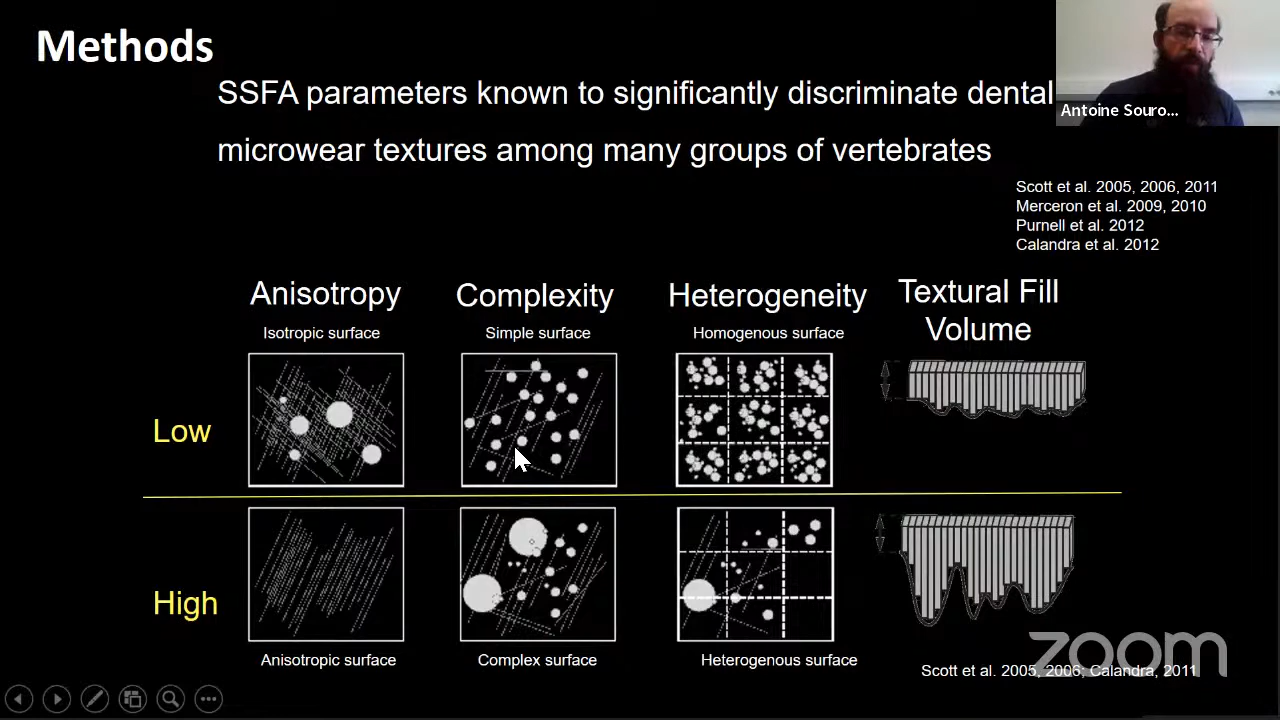 Methods
SSFA parameters known to significantly discriminate dental
microwear textures among many groups of vertebrates
Antoine Souro...
Scott et al. 2005, 2006, 2011
Merceron et al. 2009, 2010
Purnell et al. 2012
Calandra et al. 2012
Anisotropy
Complexity
Heterogeneity
Textural Fill
Volume
Isotropic surface
Simple surface
Homogenous surface
Low
High
Anisotropic surface
Complex surface
Heterogenous surface
Scott et al. 2005, 2006; Calandra, 2011
zoom